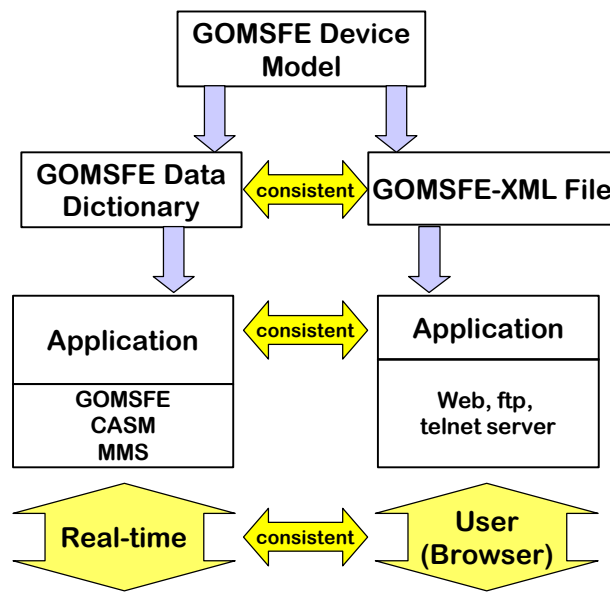 GOMSFE Device
Model
GOMSFE Data
Dictionary
consistent
GOMSFE-XML File
Application
GOMSFE
CASM
MMS
consistent
Application
Web, ftp,
telnet server
Real-time
consistent
User
(Browser)